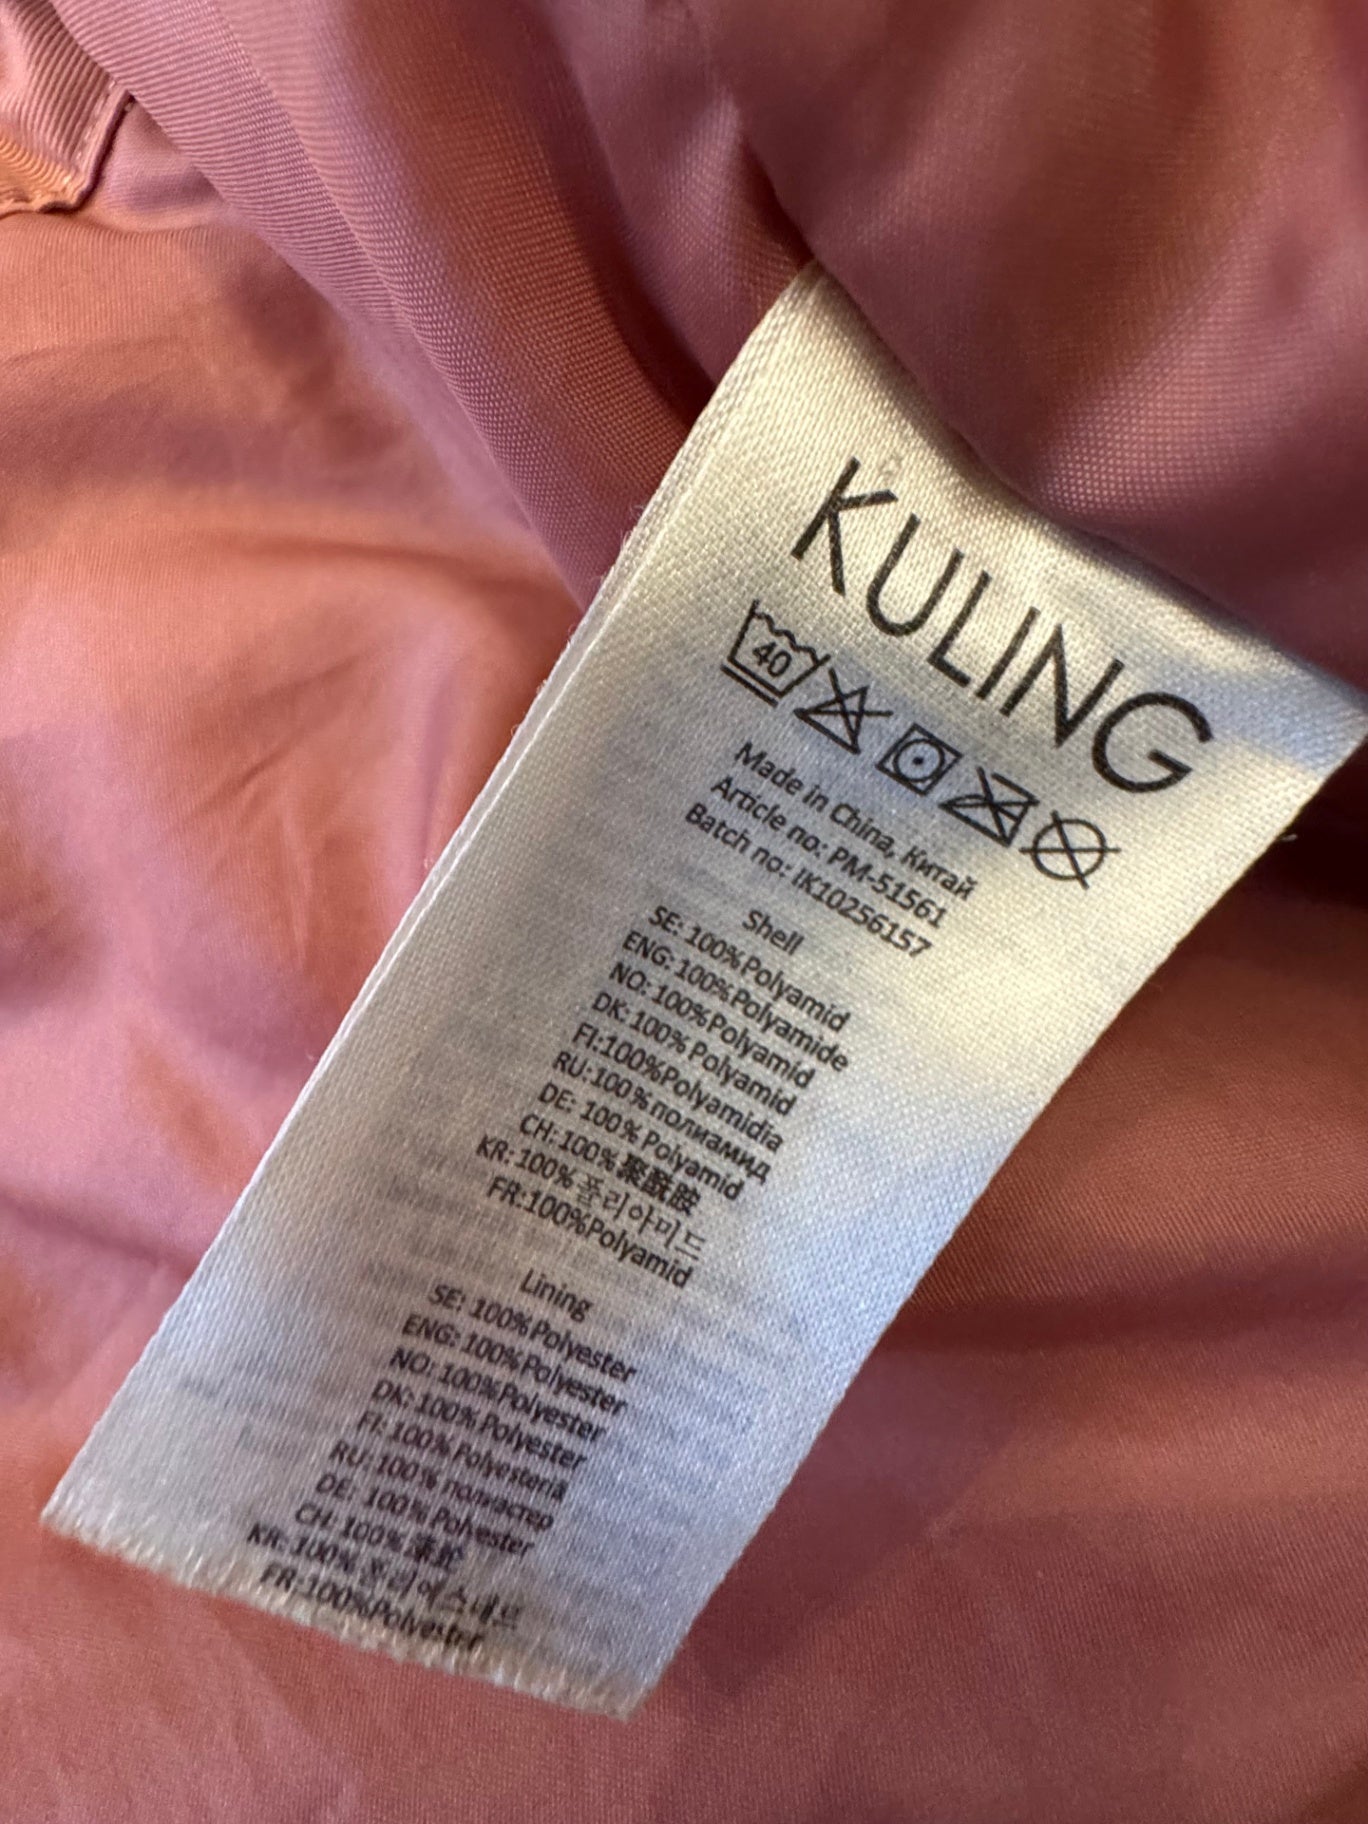 KULING
40
Made in China, Китай
Article no: PM-51561
Batch no: IK10256157
Shell
SE: 100%Polyamid
ENG: 100%Polyamide
NO: 100%Polyamid
DK: 100% Polyamid
FI:100%Polyamidia
RU:100%полиамид
DE: 100% Polyamid
CH:100%聚酰胺
KR:100%폴리아미드
FR:100%Polyamid
Lining
SE: 100%Polyester
ENG: 100%Polyester
NO: 100%Polyester
DK: 100%Polyester
FI: 100%Polyesteria
RU: 100% полиэстер
DE: 100% Polyester
CH: 100%
KR: 100% 폴리에스테르
FR:100%Polyester